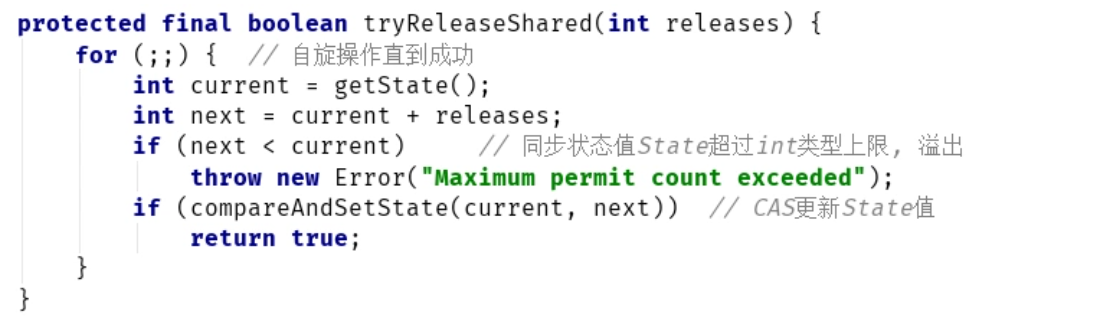 protected final boolean tryReleaseShared(int releases) {
    for (;;) {  // 自旋操作直到成功
        int current = getState();
        int next = current + releases;
        if (next < current)     // 同步状态值State超过int类型上限, 溢出
            throw new Error("Maximum permit count exceeded");
        if (compareAndSetState(current, next))  // CAS更新State值
            return true;
    }
}